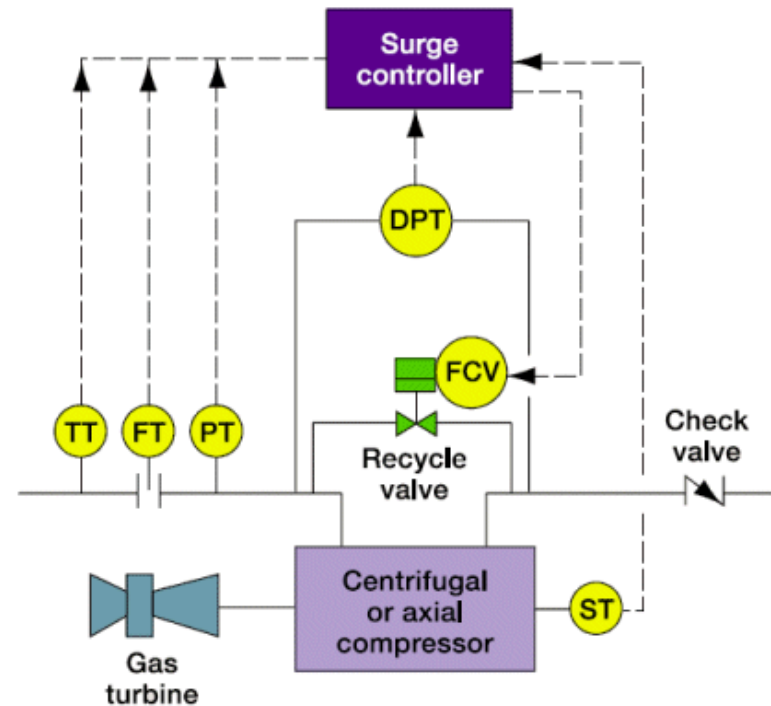 Surge
controller
DPT
FCV
TT
FT
PT
Recycle
valve
Check
valve
Centrifugal
or axial
compressor
ST
Gas
turbine